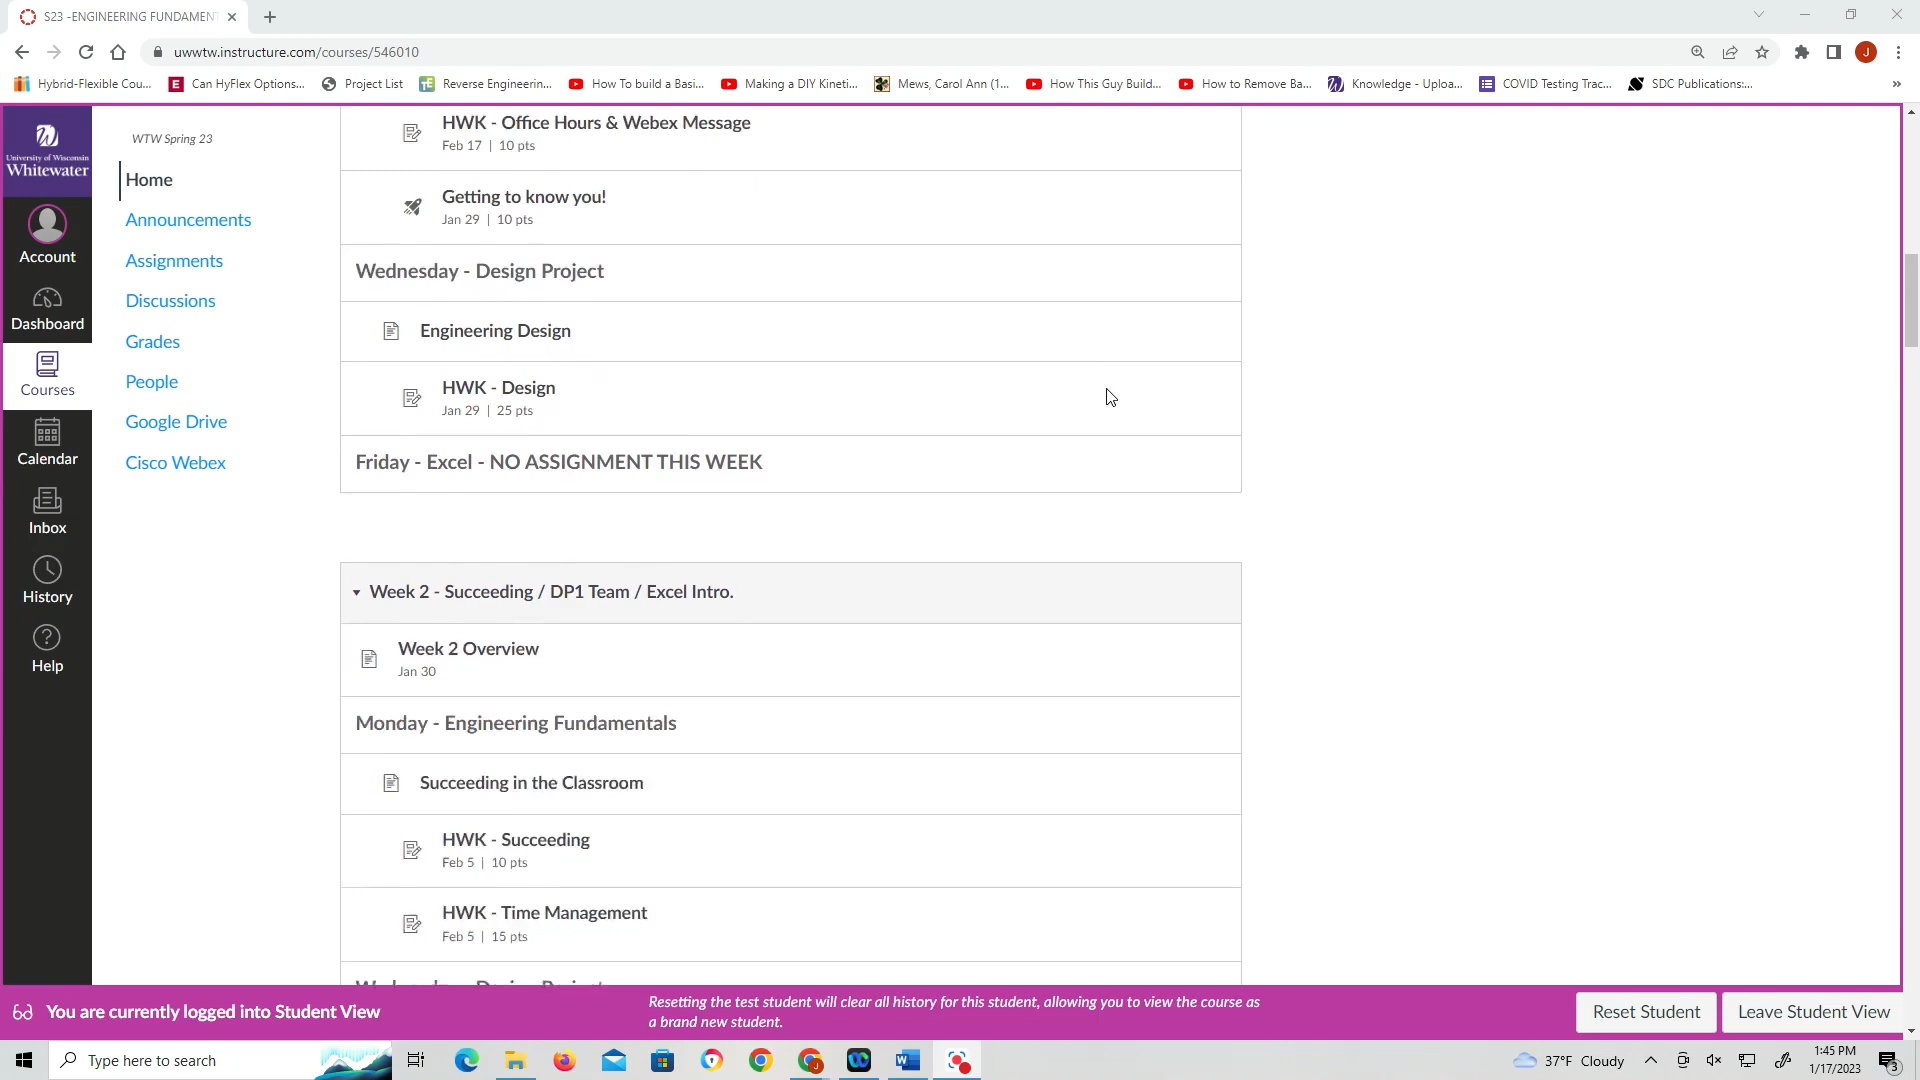 S23 -ENGINEERING FUNDAMEN
uwwtw.instructure.com/courses/546010
J
Hybrid-Flexible Cou...
Can HyFlex Options...
Project List
Reverse Engineerin...
How To build a Basi...
Making a DIY Kineti...
Mews, Carol Ann (1...
How This Guy Build...
How to Remove Ba...
Knowledge - Uploa...
COVID Testing Trac...
SDC Publications:...
University of Wisconsin
Whitewater
Account
Dashboard
Courses
Calendar
Inbox
History
Help
WTW Spring 23
Home
Announcements
Assignments
Discussions
Grades
People
Google Drive
Cisco Webex
HWK - Office Hours & Webex Message
Feb 17 | 10 pts
Getting to know you!
Jan 29 | 10 pts
Wednesday - Design Project
Engineering Design
HWK - Design
Jan 29 | 25 pts
Friday - Excel - NO ASSIGNMENT THIS WEEK
Week 2 - Succeeding / DP1 Team / Excel Intro.
Week 2 Overview
Jan 30
Monday - Engineering Fundamentals
Succeeding in the Classroom
HWK - Succeeding
Feb 5 | 10 pts
HWK - Time Management
Feb 5 | 15 pts
Wednesday - Design Project
You are currently logged into Student View
Resetting the test student will clear all history for this student, allowing you to view the course as
a brand new student.
Reset Student
Leave Student View
Type here to search
37°F Cloudy
1:45 PM
1/17/2023
3